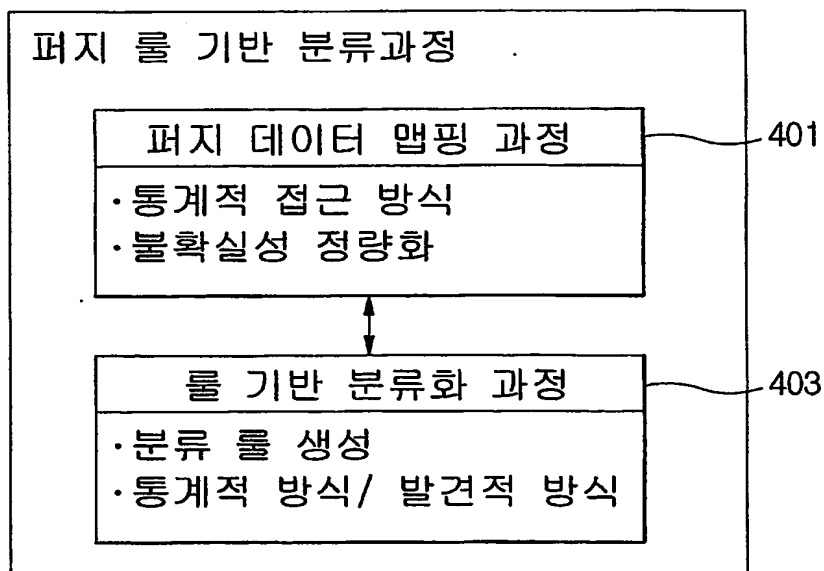 퍼지 룰 기반 분류과정
퍼지 데이터 맵핑 과정
401
·통계적 접근 방식
·불확실성 정량화
룰 기반 분류화 과정
403
·분류 룰 생성
·통계적 방식/ 발견적 방식